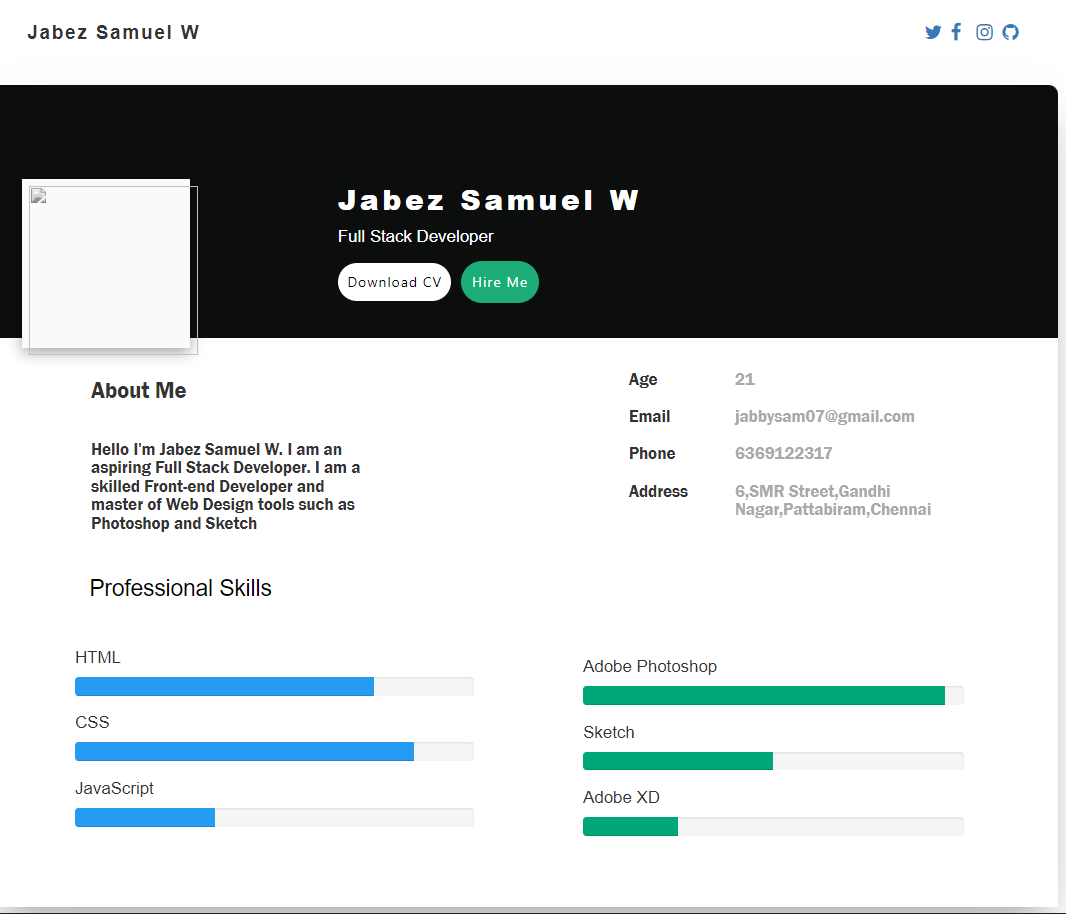 Jabez Samuel W
Jabez Samuel W
Full Stack Developer
Download CV
Hire Me
About Me
Hello I'm Jabez Samuel W. I am an
aspiring Full Stack Developer. I am a
skilled Front-end Developer and
master of Web Design tools such as
Photoshop and Sketch
Age 21
Email jabbysam07@gmail.com
Phone 6369122317
Address 6,SMR Street,Gandhi
Nagar,Pattabiram,Chennai
Professional Skills
HTML
CSS
JavaScript
Adobe Photoshop
Sketch
Adobe XD